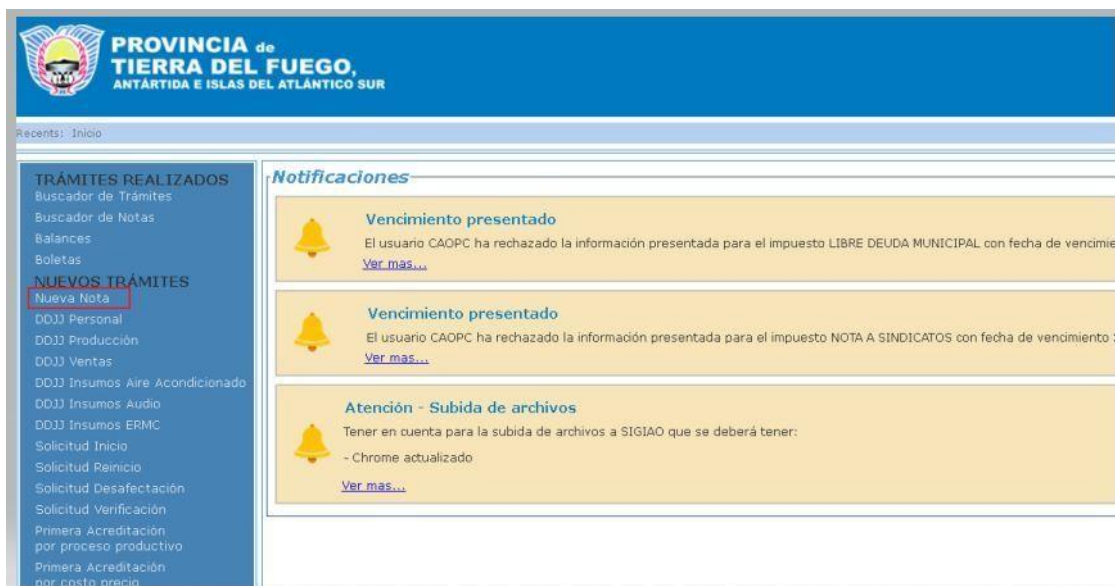 PROVINCIA de
TIERRA DEL FUEGO,
ANTÁRTIDA E ISLAS DEL ATLÁNTICO SUR
Recents: Inicio
TRÁMITES REALIZADOS
Buscador de Trámites
Buscador de Notas
Balances
Boletas
NUEVOS TRÁMITES
Nueva Nota
DDJJ Personal
DDJJ Producción
DDJJ Ventas
DDJJ Insumos Aire Acondicionado
DDJJ Insumos Audio
DDJJ Insumos ERMC
Solicitud Inicio
Solicitud Reinicio
Solicitud Desafectación
Solicitud Verificación
Primera Acreditación
por proceso productivo
Primera Acreditación
por costo precio
Notificaciones
Vencimiento presentado
El usuario CAOPC ha rechazado la información presentada para el impuesto LIBRE DEUDA MUNICIPAL con fecha de vencimie
Ver mas...
Vencimiento presentado
El usuario CAOPC ha rechazado la información presentada para el impuesto NOTA A SINDICATOS con fecha de vencimiento
Ver mas...
Atención - Subida de archivos
Tener en cuenta para la subida de archivos a SIGIAO que se deberá tener:
- Chrome actualizado
Ver mas...